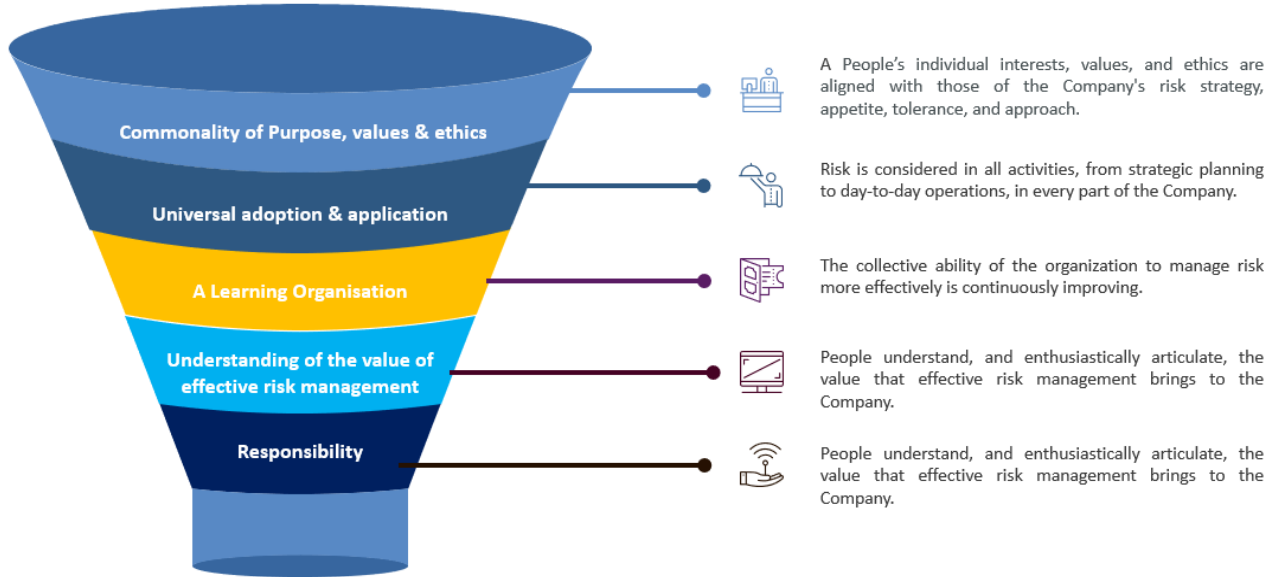 Commonality of Purpose, values & ethics
A People's individual interests, values, and ethics are
aligned with those of the Company's risk strategy,
appetite, tolerance, and approach.
Universal adoption & application
Risk is considered in all activities, from strategic planning
to day-to-day operations, in every part of the Company.
A Learning Organisation
The collective ability of the organization to manage risk
more effectively is continuously improving.
Understanding of the value of
effective risk management
People understand, and enthusiastically articulate, the
value that effective risk management brings to the
Company.
Responsibility
People understand, and enthusiastically articulate, the
value that effective risk management brings to the
Company.